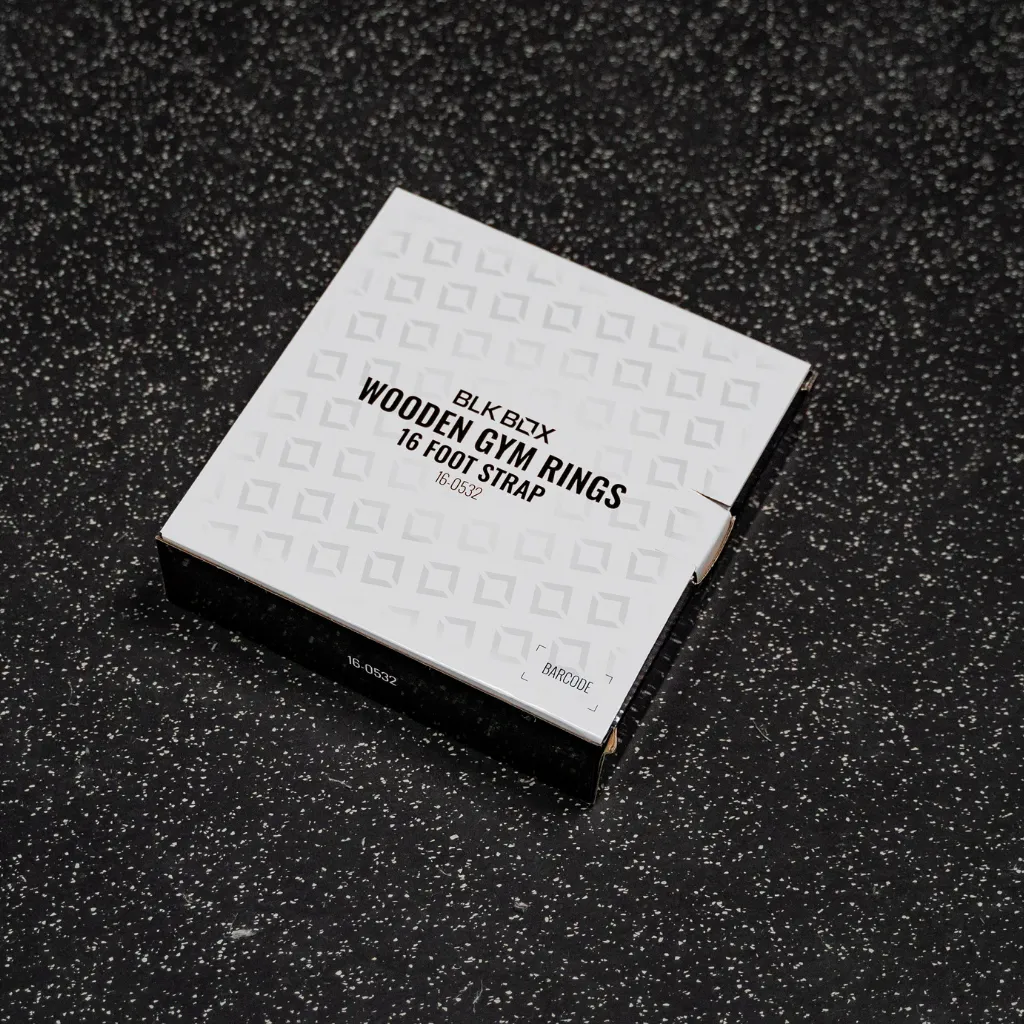 BLK BOX
WOODEN GYM RINGS
16 FOOT STRAP
16-0532
BARCODE
16-0532